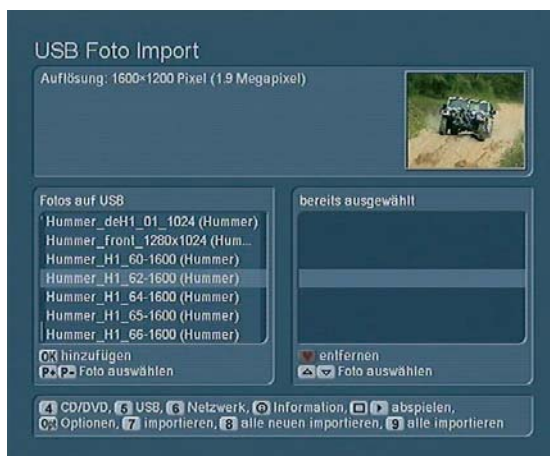 USB Foto Import
Auflösung: 1600×1200 Pixel (1.9 Megapixel)
Fotos auf USB
Hummer_deH1_01_1024 (Hummer)
Hummer_front_1280x1024 (Hum...
Hummer_H1_60-1600 (Hummer)
Hummer_H1_62-1600 (Hummer)
Hummer_H1_64-1600 (Hummer)
Hummer_H1_65-1600 (Hummer)
Hummer_H1_66-1600 (Hummer)
OK hinzufügen
P+ P- Foto auswählen
bereits ausgewählt
entfernen
Foto auswählen
4 CD/DVD, 5 USB, 6 Netzwerk, Information, abspielen,
Opt Optionen, 7 importieren, 8 alle neuen importieren, 9 alle importieren